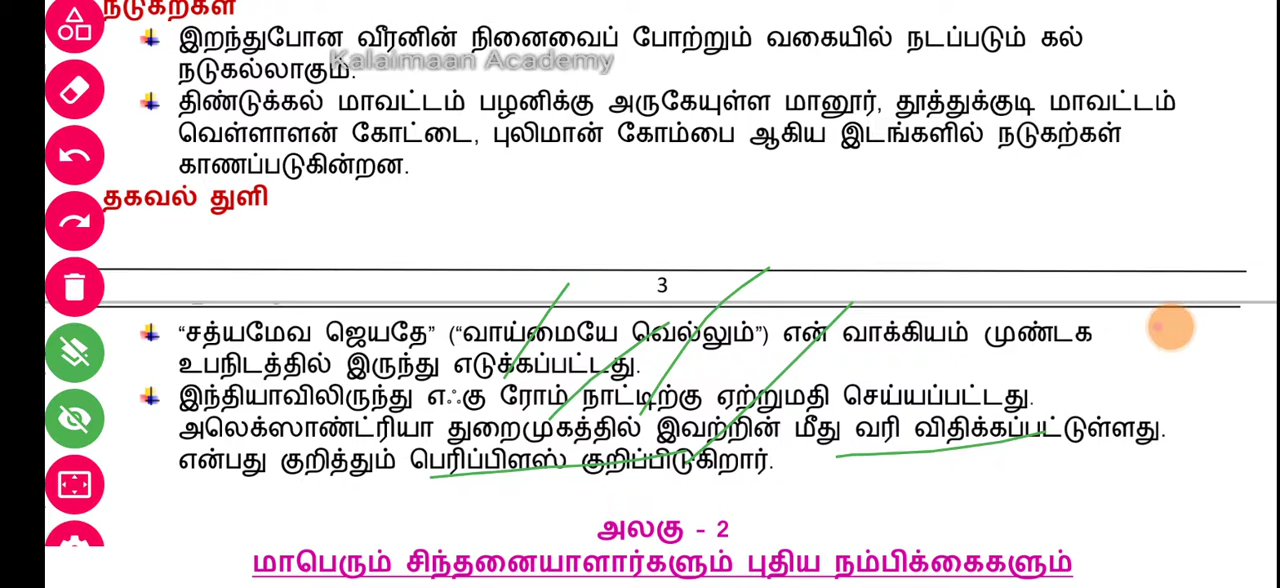 நடுகற்கள்
இறந்துபோன வீரனின் நினைவைப் போற்றும் வகையில் நடப்படும் கல்
நடுகல்லாகும்.
Kalaimaan Academy
திண்டுக்கல் மாவட்டம் பழனிக்கு அருகேயுள்ள மானூர், தூத்துக்குடி மாவட்டம்
வெள்ளாளன் கோட்டை, புலிமான் கோம்பை ஆகிய இடங்களில் நடுகற்கள்
காணப்படுகின்றன.
தகவல் துளி
3
“சத்யமேவ ஜெயதே” (“வாய்மையே வெல்லும்”) என் வாக்கியம் முண்டக
உபநிடத்தில் இருந்து எடுக்கப்பட்டது.
இந்தியாவிலிருந்து எஃகு ரோம் நாட்டிற்கு ஏற்றுமதி செய்யப்பட்டது.
அலெக்ஸாண்ட்ரியா துறைமுகத்தில் இவற்றின் மீது வரி விதிக்கப்பட்டுள்ளது.
என்பது குறித்தும் பெரிப்பிளஸ் குறிப்பிடுகிறார்.
அலகு - 2
மாபெரும் சிந்தனையாளார்களும் புதிய நம்பிக்கைகளும்